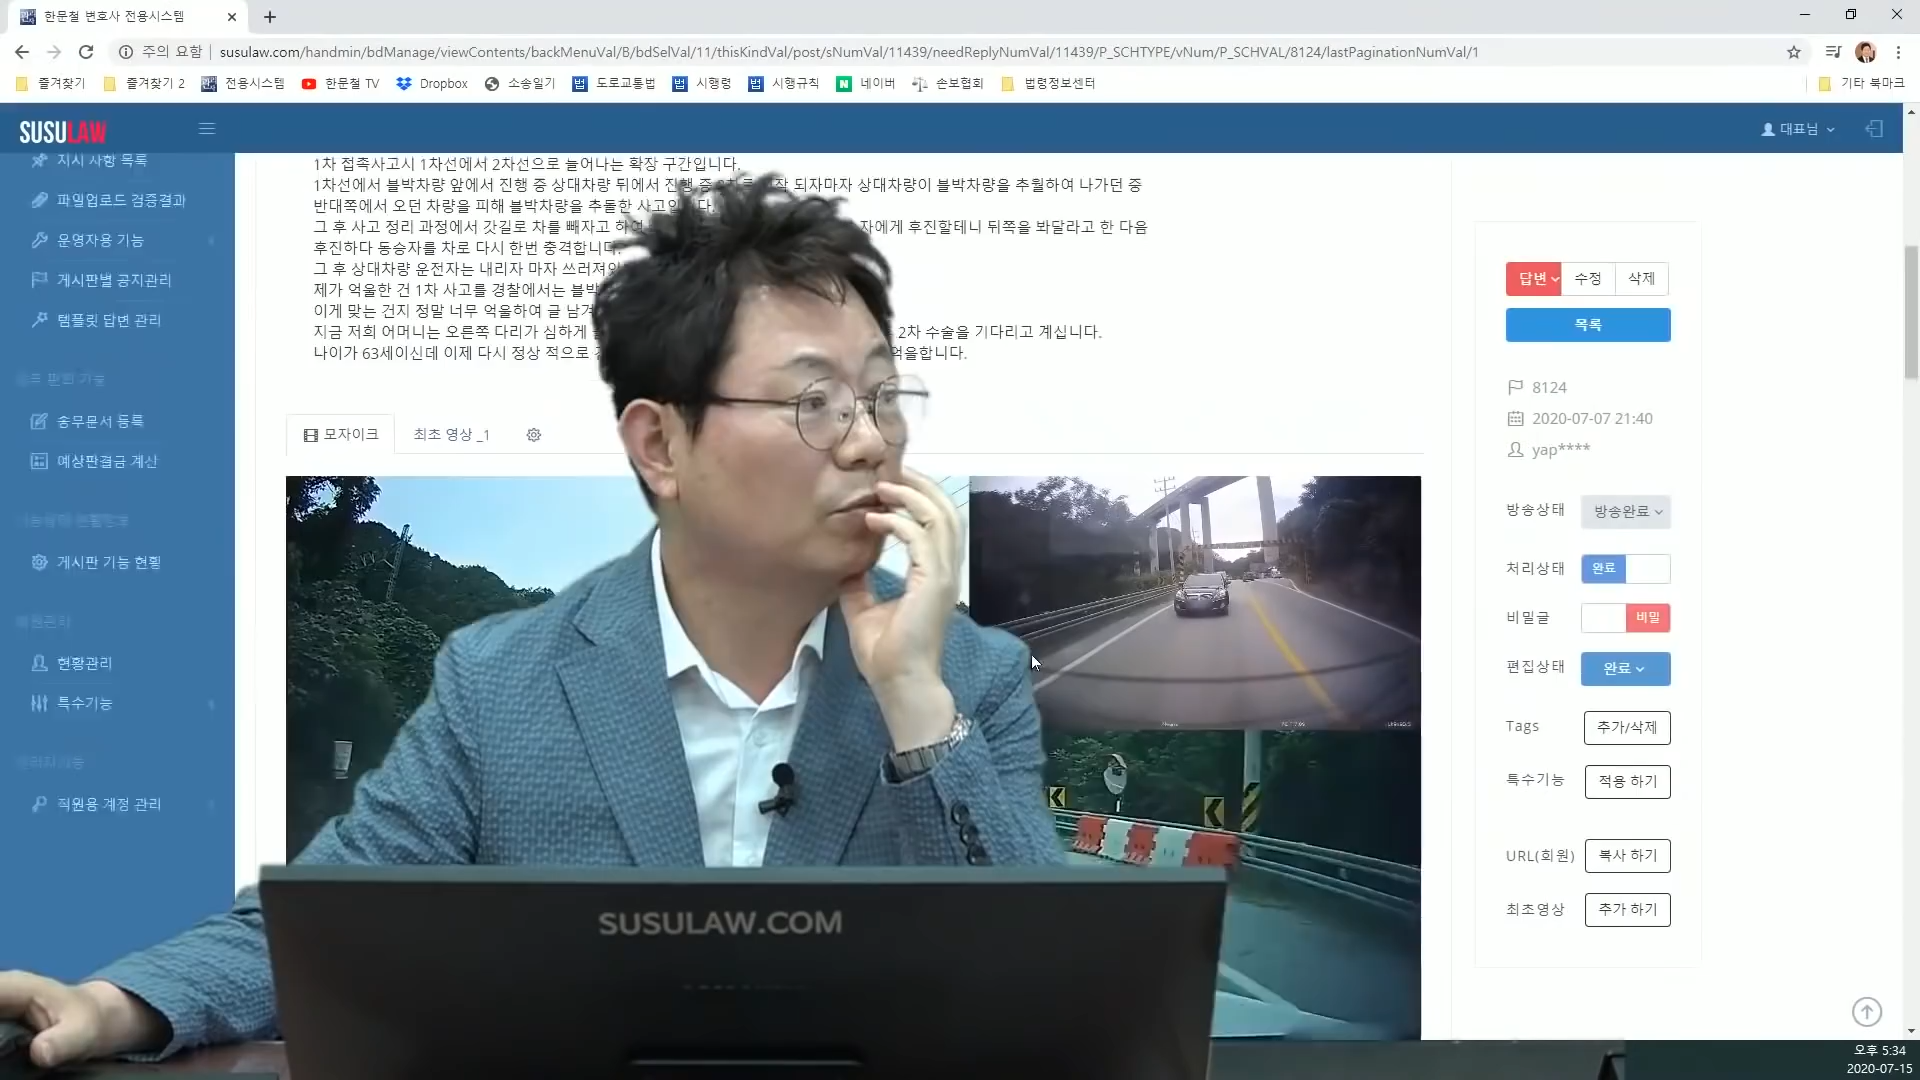 한문철 변호사 전용시스템
주의 요함
susulaw.com/handmin/bdManage/viewContents/backMenuVal/B/bdSelVal/11/thisKindVal/post/sNumVal/11439/needReplyNumVal/11439/P_SCHTYPE/vNum/P_SCHVAL/8124/lastPaginationNumVal/1
즐겨찾기
즐겨찾기 2
전용시스템
한문철 TV
Dropbox
소송일기
법 도로교통법
법 시행령
법 시행규칙
N 네이버
손보협회
법령정보센터
기타 북마크
SUSULAW
대표님
지시 사항 목록
파일업로드 검증결과
운영자용 기능
게시판별 공지관리
템플릿 답변 관리
송무문서 등록
예상판결금 계산
게시판 기능 현황
회원관리
현황관리
특수기능
직원용 계정 관리
1차 접촉사고시 1차선에서 2차선으로 늘어나는 확장 구간입니다.
1차선에서 블박차량 앞에서 진행 중 상대차량 뒤에서 진행 중 되자마자 상대차량이 블박차량을 추월하여 나가던 중
반대쪽에서 오던 차량을 피해 블박차량을 추돌한 사고입니다.
그 후 사고 정리 과정에서 갓길로 차를 빼자고 하여 자에게 후진할테니 뒤쪽을 봐달라고 한 다음
후진하다 동승자를 차로 다시 한번 충격합니다.
그 후 상대차량 운전자는 내리자 마자
제가 억울한 건 1차 사고를 경찰에서는
이게 맞는 건지 정말 너무 억울하여 글
지금 저희 어머니는 오른쪽 다리가 심하게 2차 수술을 기다리고 계십니다.
나이가 63세이신데 이제 다시 정상 적으로 억울합니다.
모자이크
최초 영상 _1
답변
수정
삭제
목록
8124
2020-07-07 21:40
yap****
방송상태 방송완료
처리상태 완료
비밀글 비밀
편집상태 완료
Tags 추가/삭제
특수기능 적용 하기
URL(회원) 복사 하기
최초영상 추가 하기
SUSULAW.COM
오후 5:34
2020-07-15